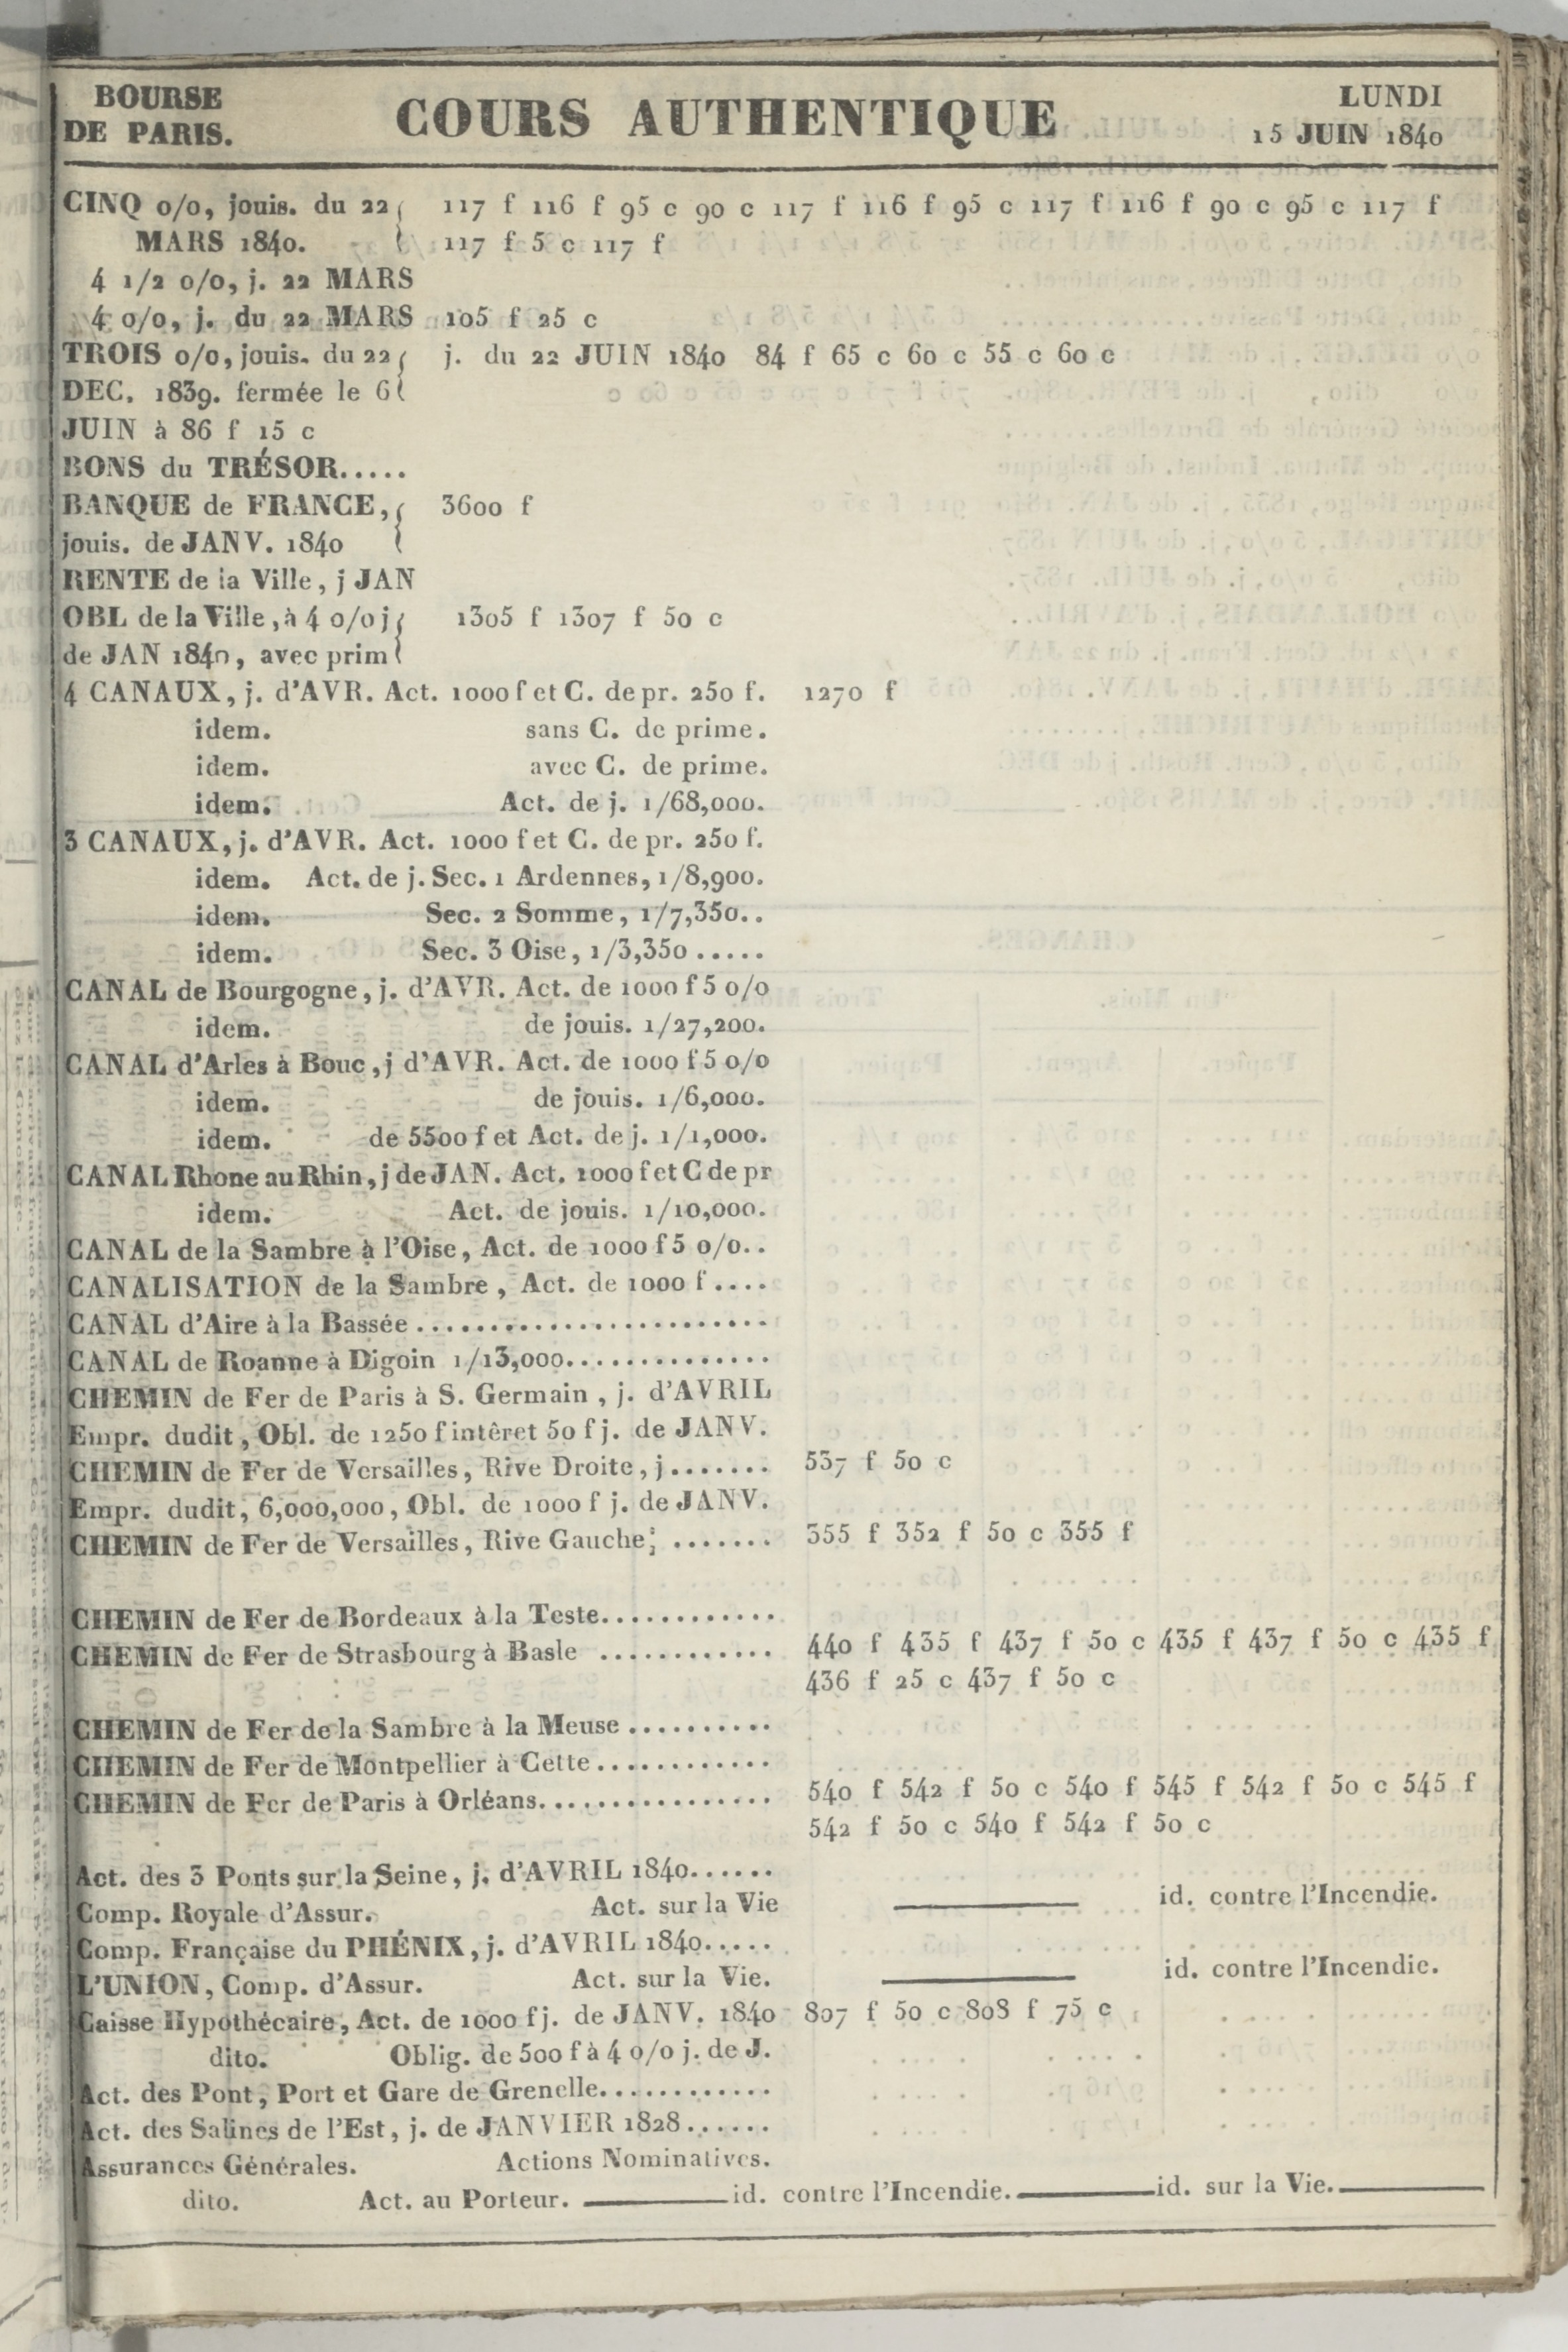 BOURSE DE PARIS. COURS AUTHENTIQUE LUNDI 15 JUIN 1840
CINQ 0/0, jouis. du 22 117 f 116 f 95 c 90 c 117 f 116 f 95 c 117 f 116 f 90 c 95 c 117 f
MARS 1840. 117 f 5 c 117 f
4 1/2 0/0, j. 22 MARS
4 0/0, j. du 22 MARS 105 f 25 c
TROIS 0/0, jouis. du 22 j. du 22 JUIN 1840 84 f 65 c 60 c 55 c 60 c
DEC. 1839. fermée le 6
JUIN à 86 f 15 c
BONS du TRÉSOR.....
BANQUE de FRANCE, 3600 f
jouis. de JANV. 1840
RENTE de la Ville, j JAN
OBL de la Ville, à 4 0/0 j 1305 f 1307 f 50 c
de JAN 1840, avec prim
4 CANAUX, j. d'AVR. Act. 1000 f et C. de pr. 250 f. 1270 f
idem. sans C. de prime.
idem. avec C. de prime.
idem. Act. de j. 1/68,000.
3 CANAUX, j. d'AVR. Act. 1000 f et C. de pr. 250 f.
idem. Act. de j. Sec. 1 Ardennes, 1/8,900.
idem. Sec. 2 Somme, 1/7,350..
idem. Sec. 3 Oise, 1/3,350.....
CANAL de Bourgogne, j. d'AVR. Act. de 1000 f 5 0/0
idem. de jouis. 1/27,200.
CANAL d'Arles à Bouc, j d'AVR. Act. de 1000 f 5 0/0
idem. de jouis. 1/6,000.
idem. de 5500 f et Act. de j. 1/1,000.
CANAL Rhone au Rhin, j de JAN. Act. 1000 f et C de pr
idem. Act. de jouis. 1/10,000.
CANAL de la Sambre à l'Oise, Act. de 1000 f 5 0/0..
CANALISATION de la Sambre, Act. de 1000 f....
CANAL d'Aire à la Bassée........................
CANAL de Roanne à Digoin 1/13,000..............
CHEMIN de Fer de Paris à S. Germain, j. d'AVRIL
Empr. dudit, Obl. de 1250 f intêret 50 f j. de JANV.
CHEMIN de Fer de Versailles, Rive Droite, j....... 537 f 50 c
Empr. dudit, 6,000,000, Obl. de 1000 f j. de JANV.
CHEMIN de Fer de Versailles, Rive Gauche; ....... 355 f 352 f 50 c 355 f
CHEMIN de Fer de Bordeaux à la Teste............
CHEMIN de Fer de Strasbourg à Basle ............ 440 f 435 f 437 f 50 c 435 f 437 f 50 c 435 f
436 f 25 c 437 f 50 c
CHEMIN de Fer de la Sambre à la Meuse..........
CHEMIN de Fer de Montpellier à Cette............
CHEMIN de Fer de Paris à Orléans................ 540 f 542 f 50 c 540 f 545 f 542 f 50 c 545 f
542 f 50 c 540 f 542 f 50 c
Act. des 3 Ponts sur la Seine, j. d'AVRIL 1840......
Comp. Royale d'Assur. Act. sur la Vie id. contre l'Incendie.
Comp. Française du PHÉNIX, j. d'AVRIL 1840.....
L'UNION, Comp. d'Assur. Act. sur la Vie. id. contre l'Incendie.
Caisse Hypothécaire, Act. de 1000 f j. de JANV. 1840 807 f 50 c 808 f 75 c
dito. Oblig. de 500 f à 4 0/0 j. de J.
Act. des Pont, Port et Gare de Grenelle............
Act. des Salines de l'Est, j. de JANVIER 1828......
Assurances Générales. Actions Nominatives.
dito. Act. au Porteur. id. contre l'Incendie. id. sur la Vie.